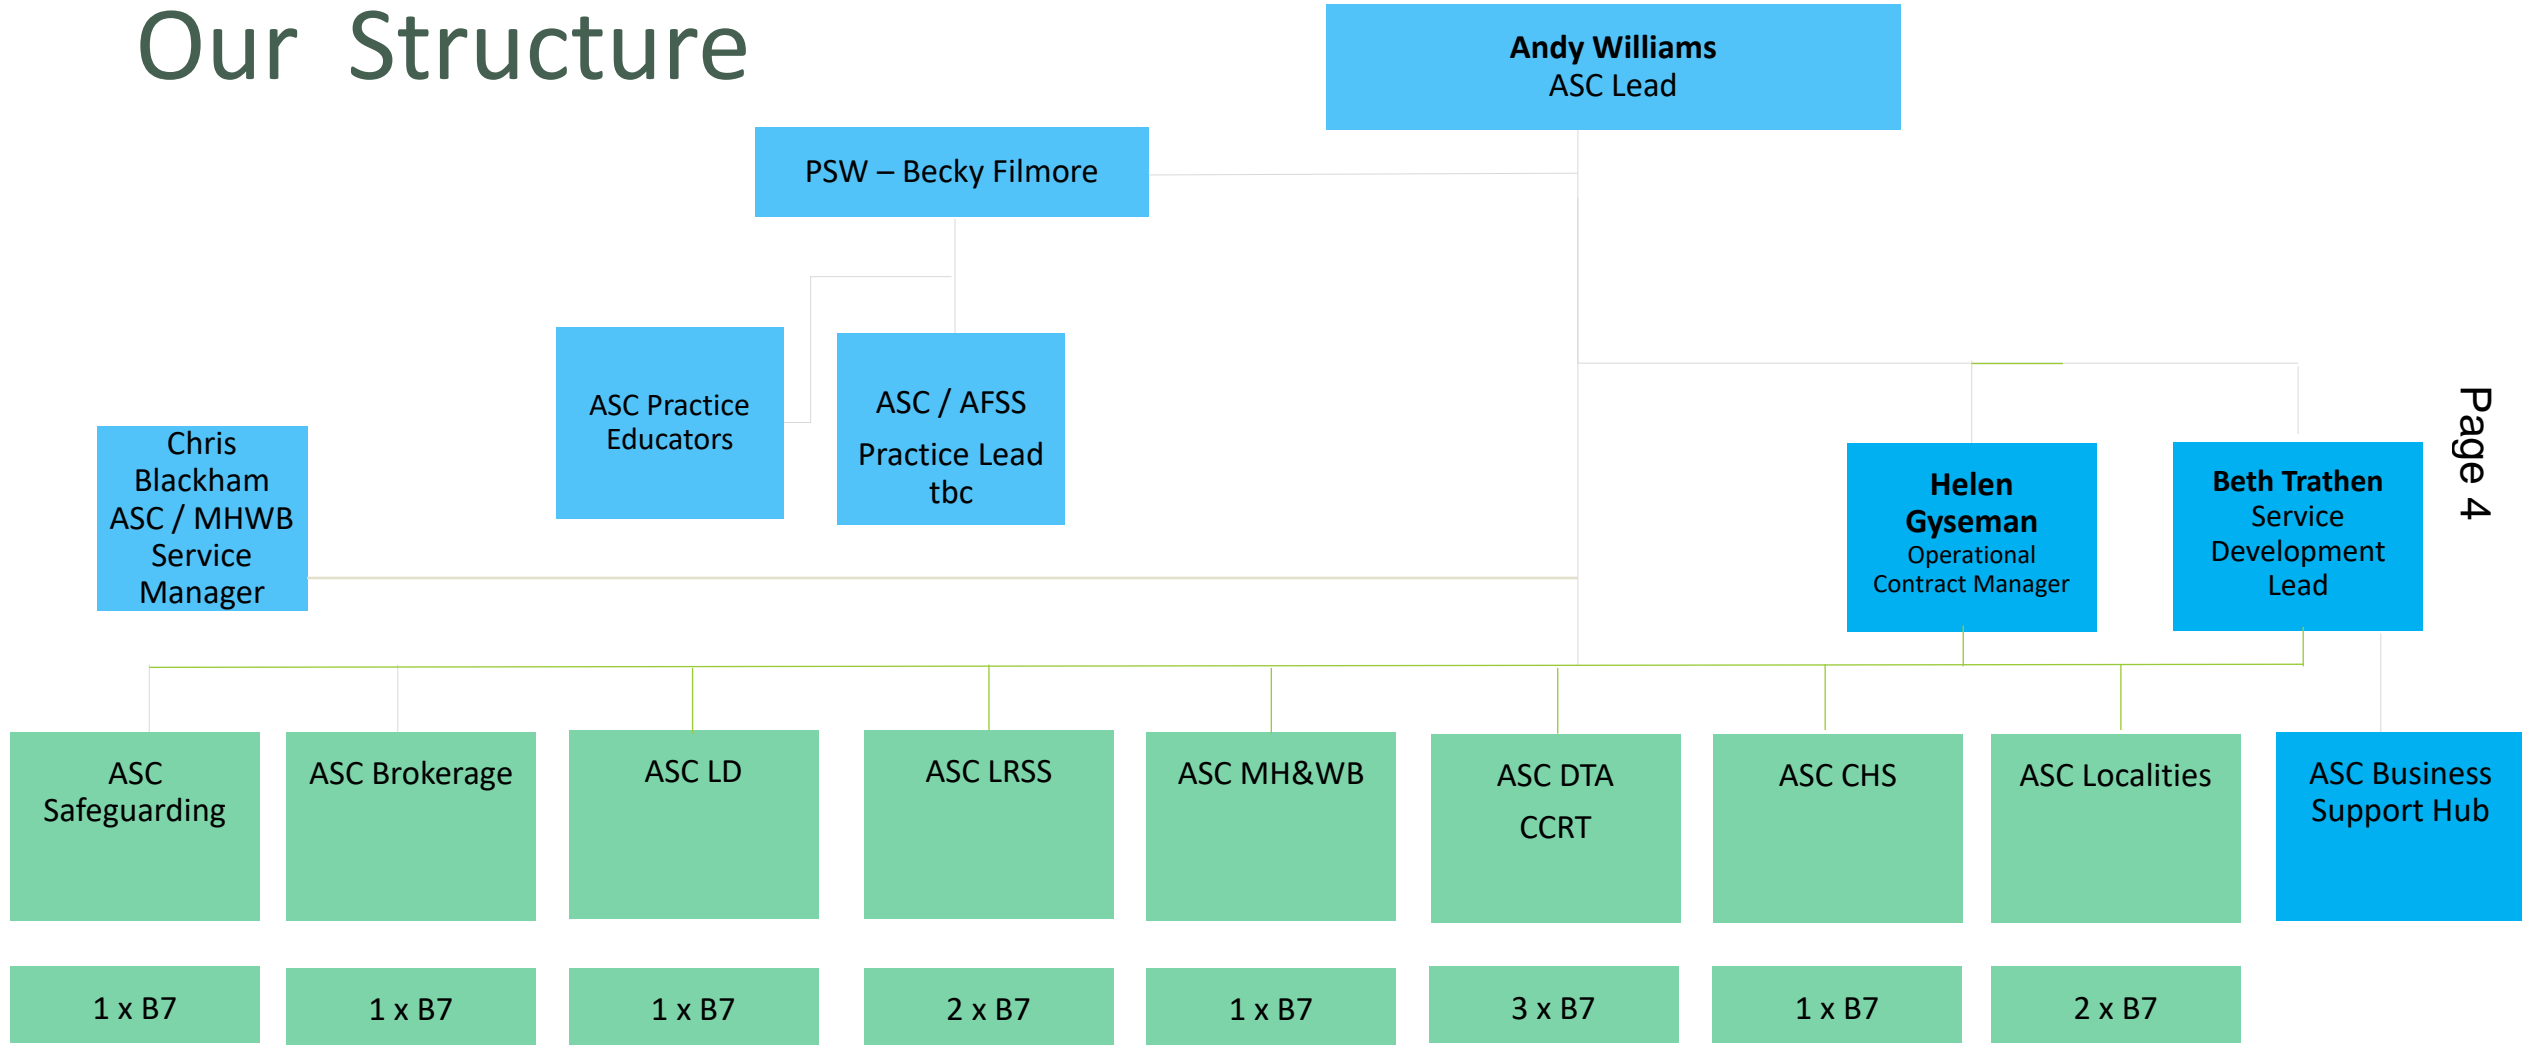 Our Structure
Andy Williams
ASC Lead
PSW – Becky Filmore
ASC Practice
Educators
ASC / AFSS
Practice Lead
tbc
Chris
Blackham
ASC / MHWB
Service
Manager
Helen
Gyseman
Operational
Contract Manager
Beth Trathen
Service
Development
Lead
Page 4
ASC
Safeguarding
ASC Brokerage
ASC LD
ASC LRSS
ASC MH&WB
ASC DTA
CCRT
ASC CHS
ASC Localities
ASC Business
Support Hub
1 x B7
1 x B7
1 x B7
2 x B7
1 x B7
3 x B7
1 x B7
2 x B7